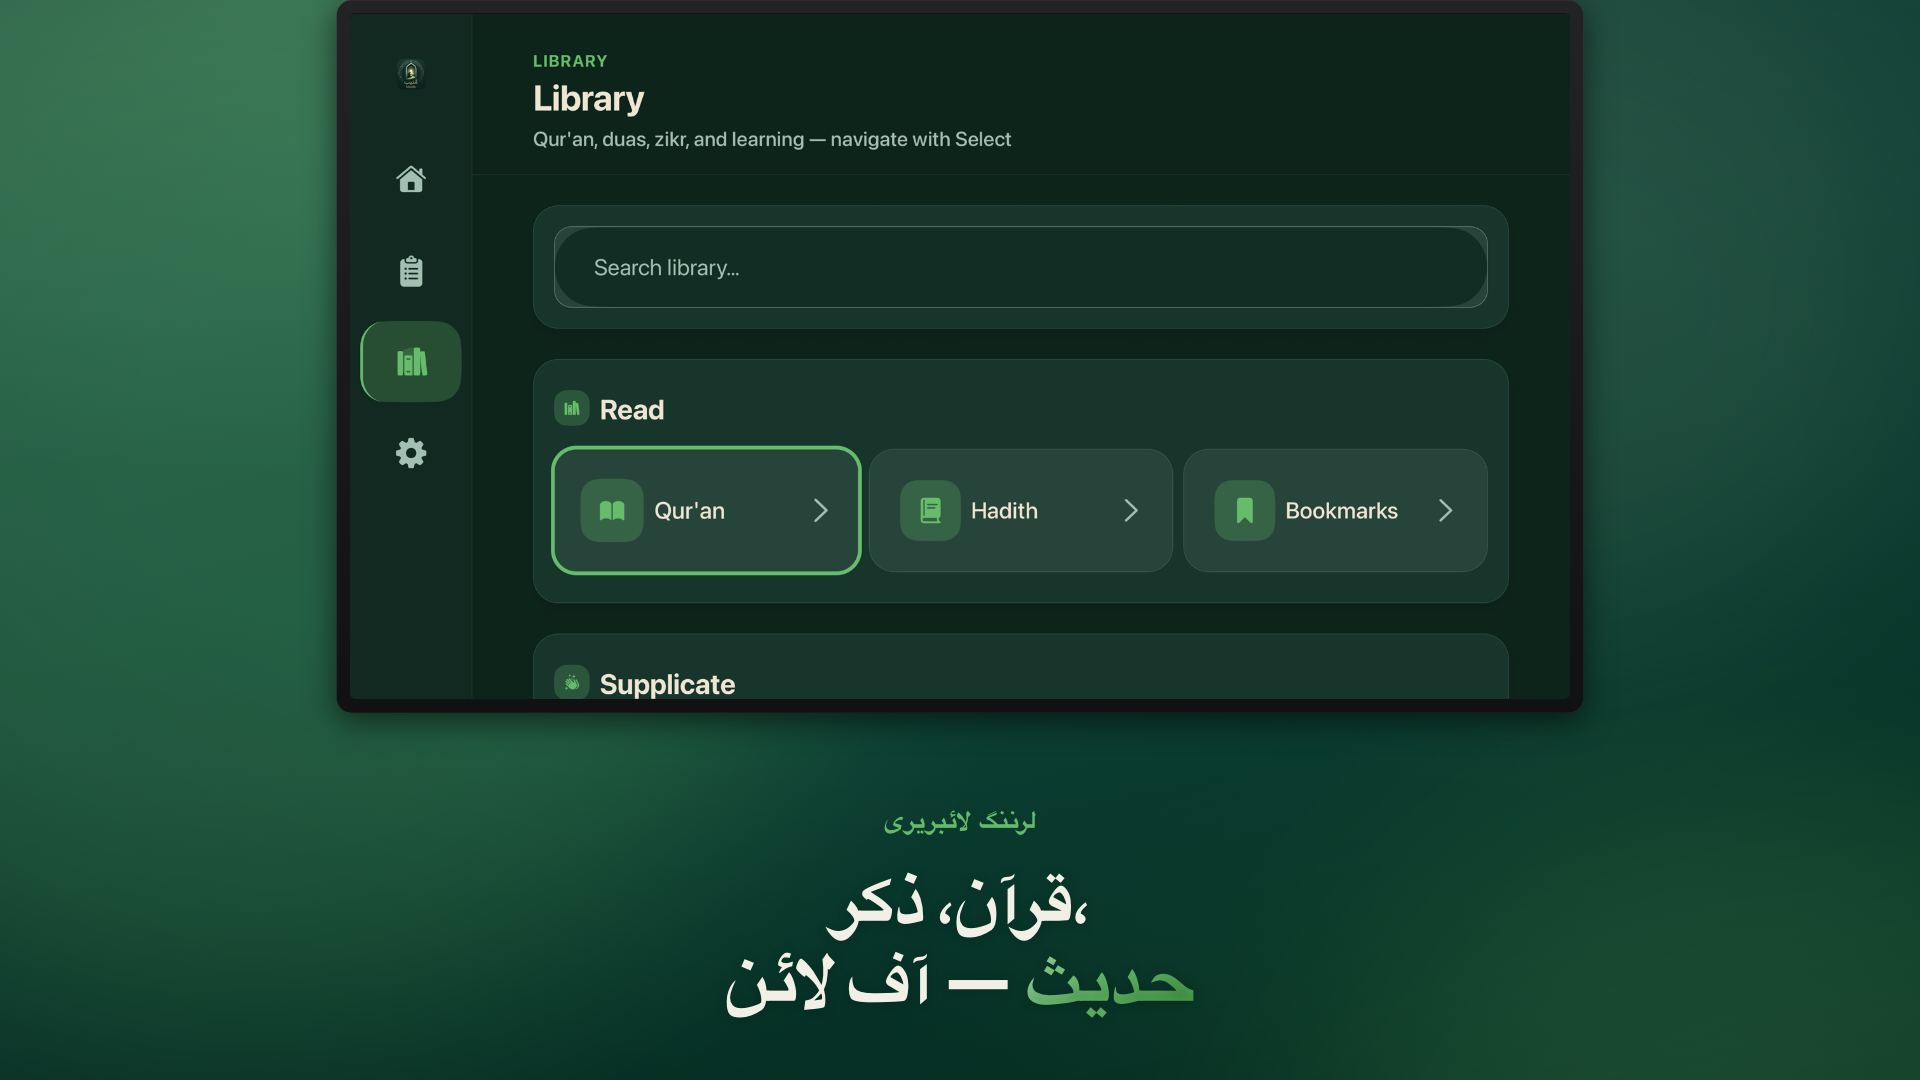 LIBRARY
Library
Qur'an, duas, zikr, and learning — navigate with Select
Search library...
Read
Qur'an
Hadith
Bookmarks
Supplicate
لرننگ لائبریری
،قرآن، ذکر
حدیث — آف لائن